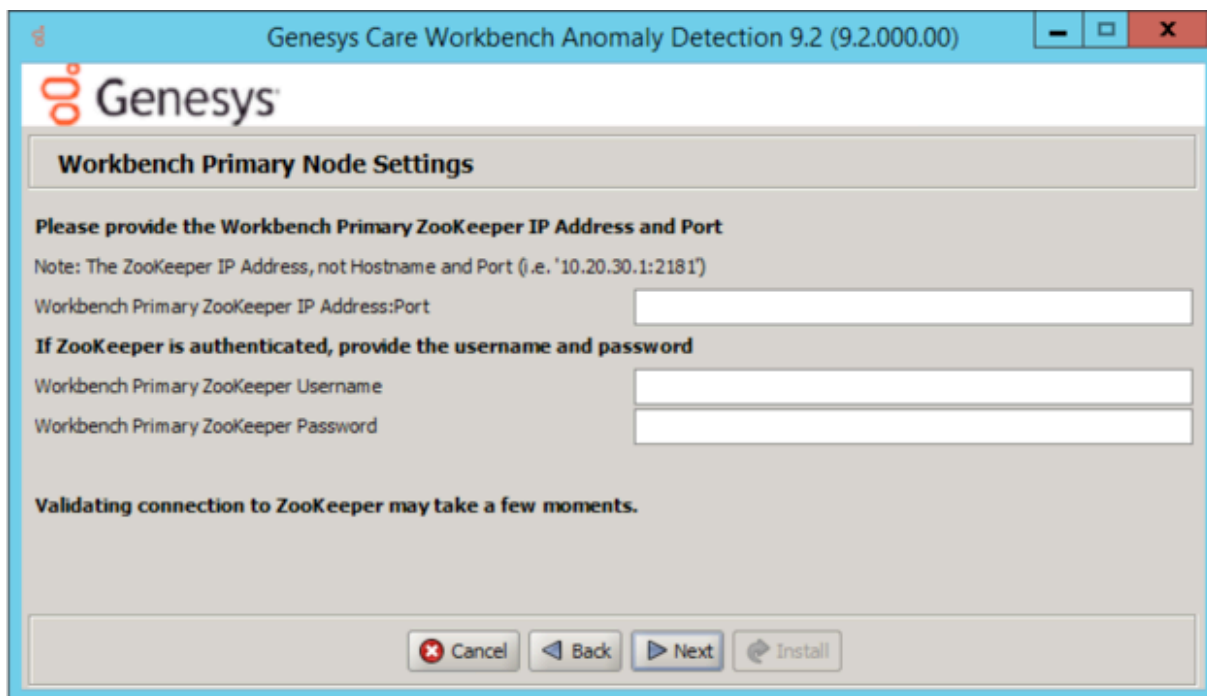 Genesys Care Workbench Anomaly Detection 9.2 (9.2.000.00)
Genesys
Workbench Primary Node Settings
Please provide the Workbench Primary ZooKeeper IP Address and Port
Note: The ZooKeeper IP Address, not Hostname and Port (i.e. '10.20.30.1:2181')
Workbench Primary ZooKeeper IP Address:Port
If ZooKeeper is authenticated, provide the username and password
Workbench Primary ZooKeeper Username
Workbench Primary ZooKeeper Password
Validating connection to ZooKeeper may take a few moments.
Cancel Back Next Install